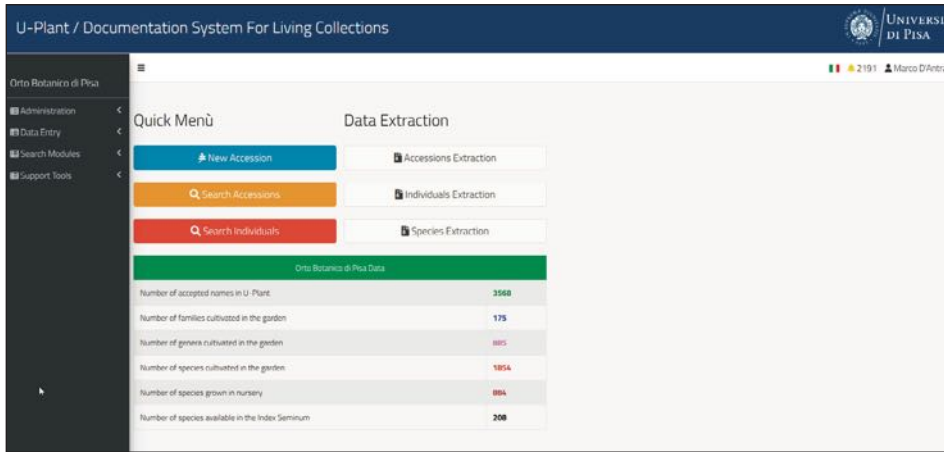 U-Plant / Documentation System For Living Collections
UNIVERSI
DI PISA
Orto Botanico di Pisa
2191 Marco D'Antra
Administration
Data Entry
Search Modules
Support Tools
Quick Menù
Data Extraction
New Accession
Accessions Extraction
Search Accessions
Individuals Extraction
Search Individuals
Species Extraction
Orto Botanico di Pisa Data
Number of accepted names in U-Plant 3568
Number of families cultivated in the garden 175
Number of genera cultivated in the garden
Number of species cultivated in the garden 1854
Number of species grown in nursery
Number of species available in the Index Seminum 208